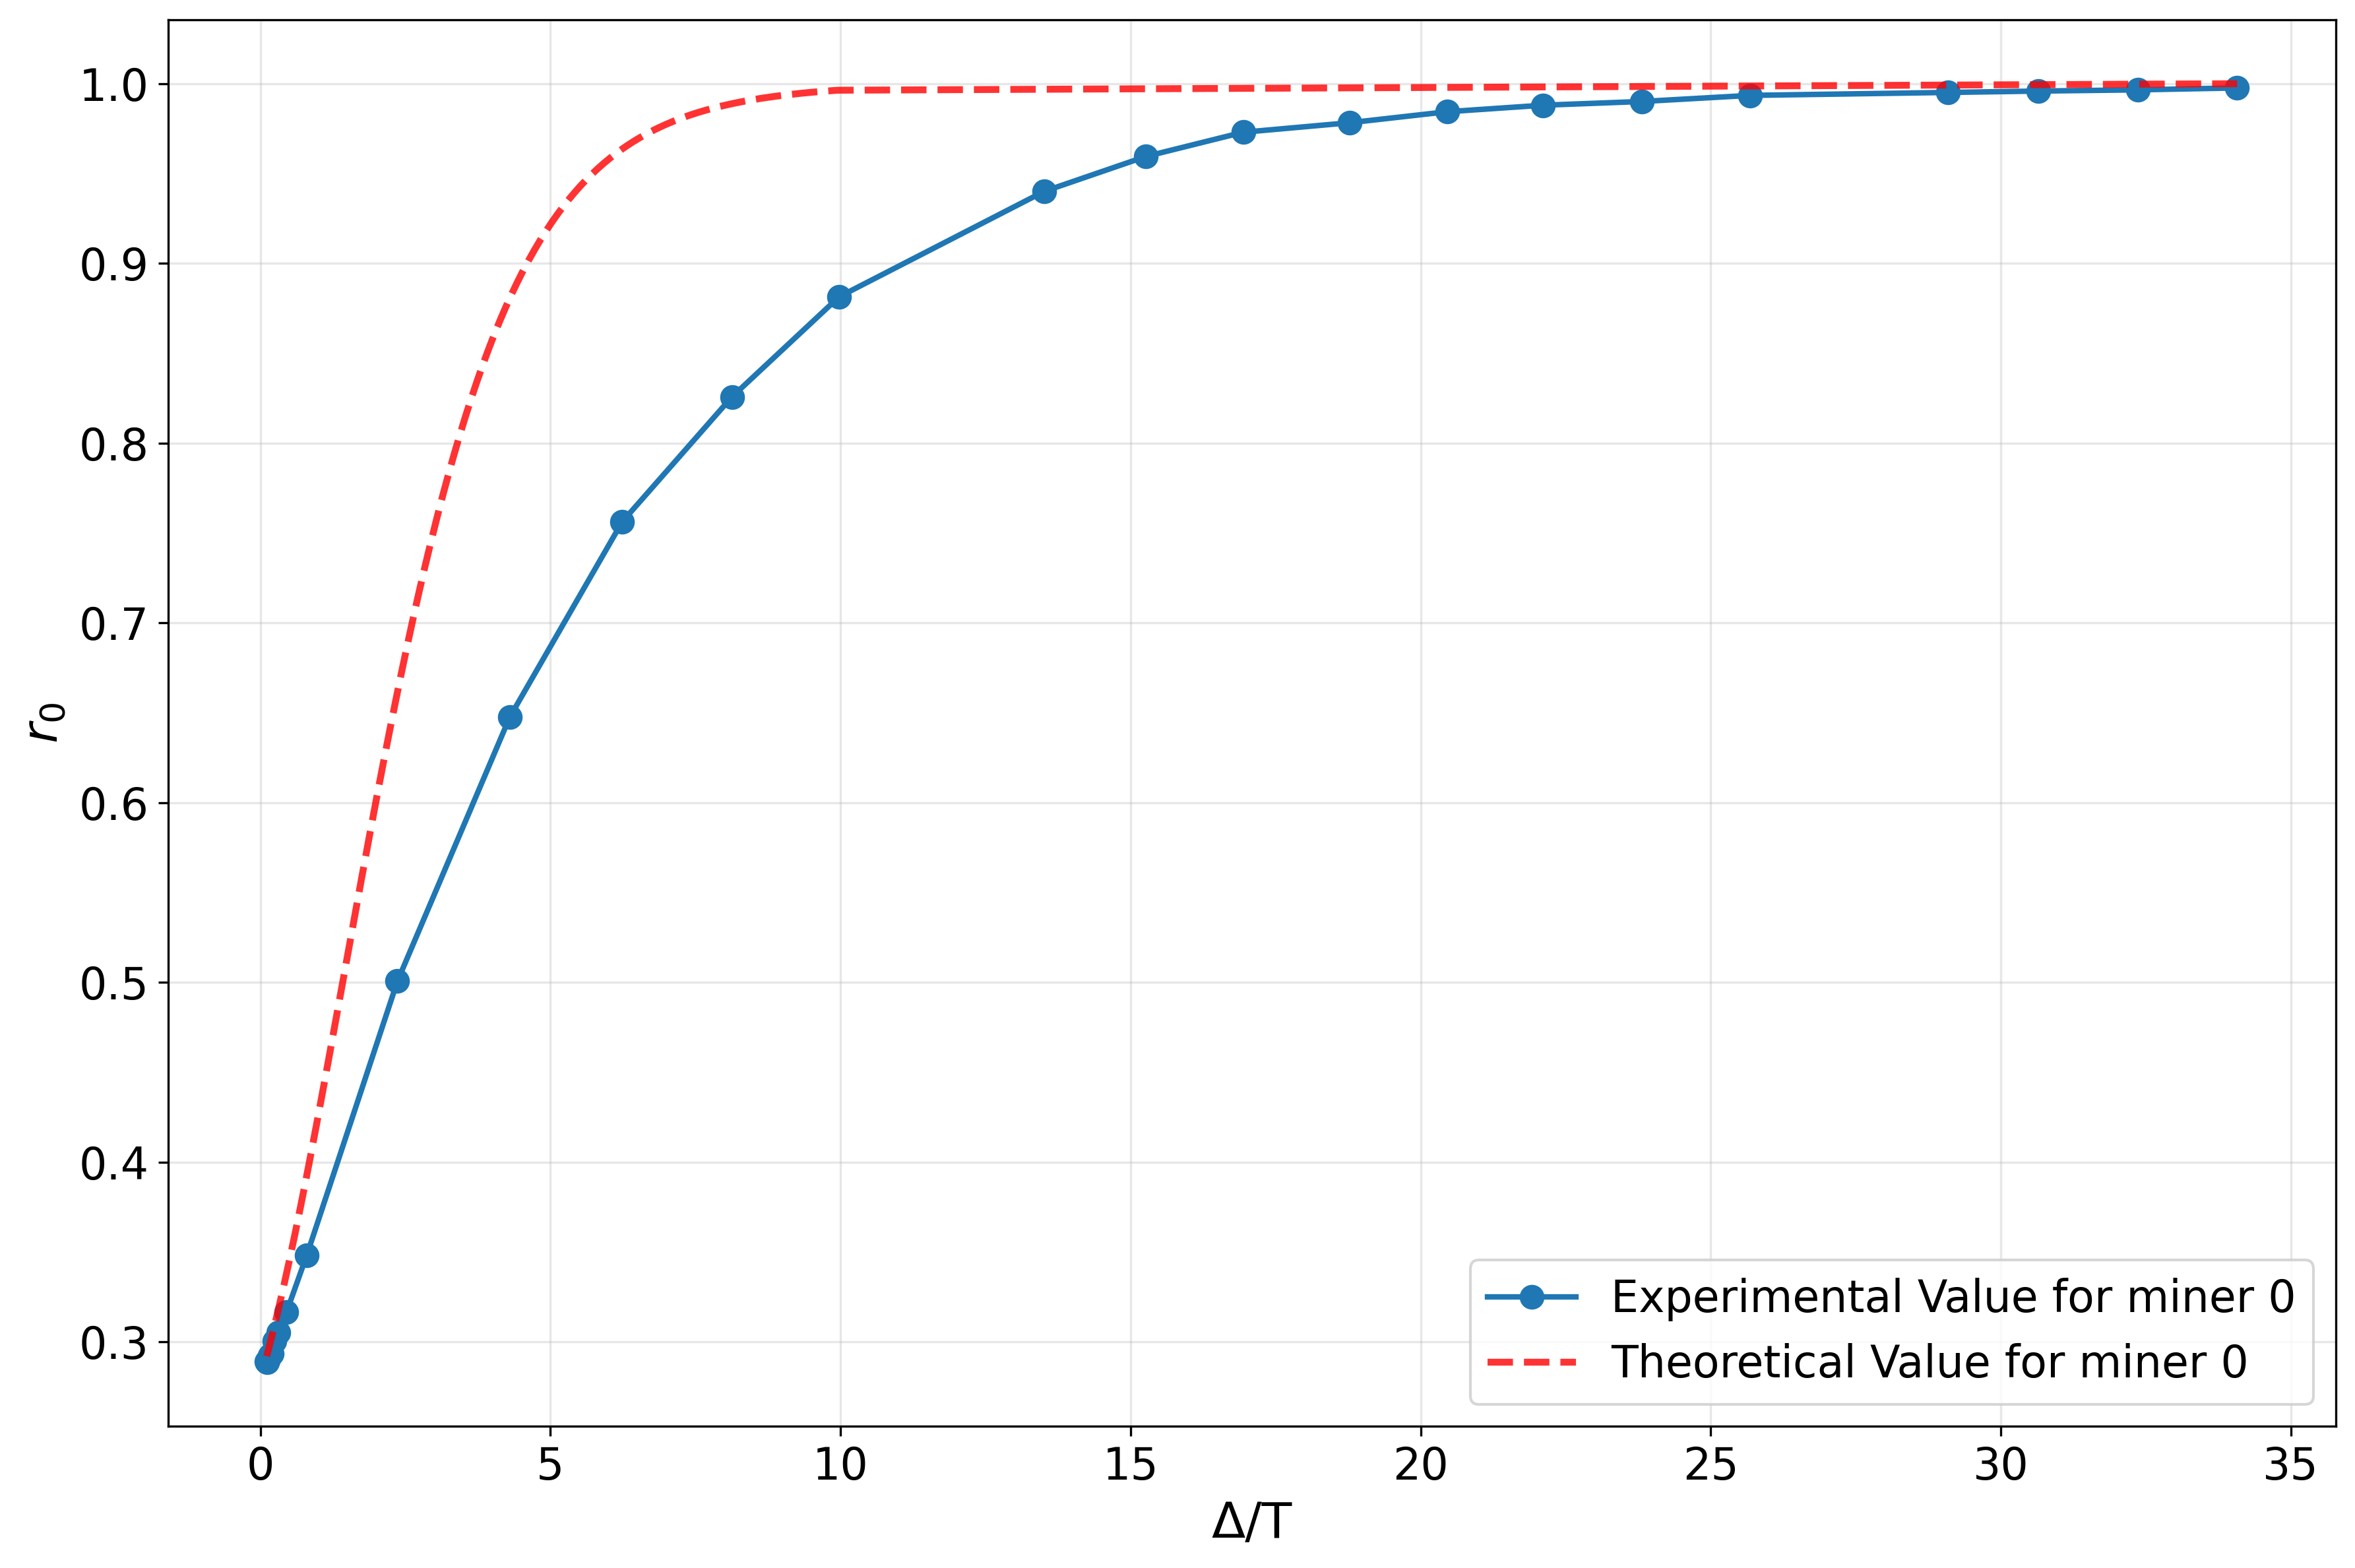 1.0
0.9
0.8
0.7
0.6
0.5
0.4
0.3
r0
0 5 10 15 20 25 30 35
Δ/T
Experimental Value for miner 0
Theoretical Value for miner 0